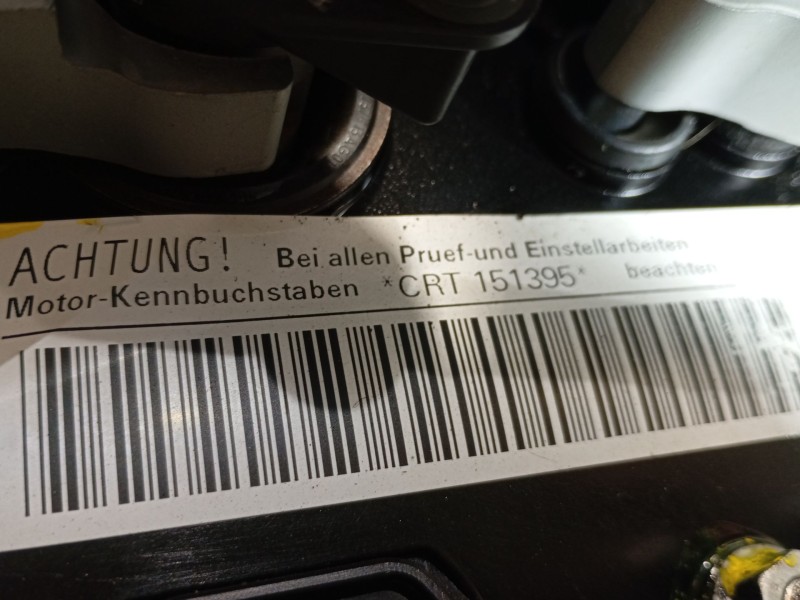 ACHTUNG! Bei allen Pruef-und Einstellarbeiten
Motor-Kennbuchstaben *CRT 151395* beachten